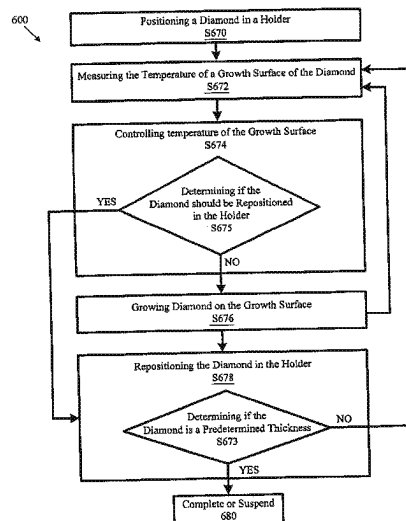 600
Positioning a Diamond in a Holder
S670
Measuring the Temperature of a Growth Surface of the Diamond
S672
Controlling temperature of the Growth Surface
S674
YES
Determining if the
Diamond should be Repositioned
in the Holder
S675
NO
Growing Diamond on the Growth Surface
S676
Repositioning the Diamond in the Holder
S678
Determining if the
Diamond is a Predetermined Thickness
S673
NO
YES
Complete or Suspend
680